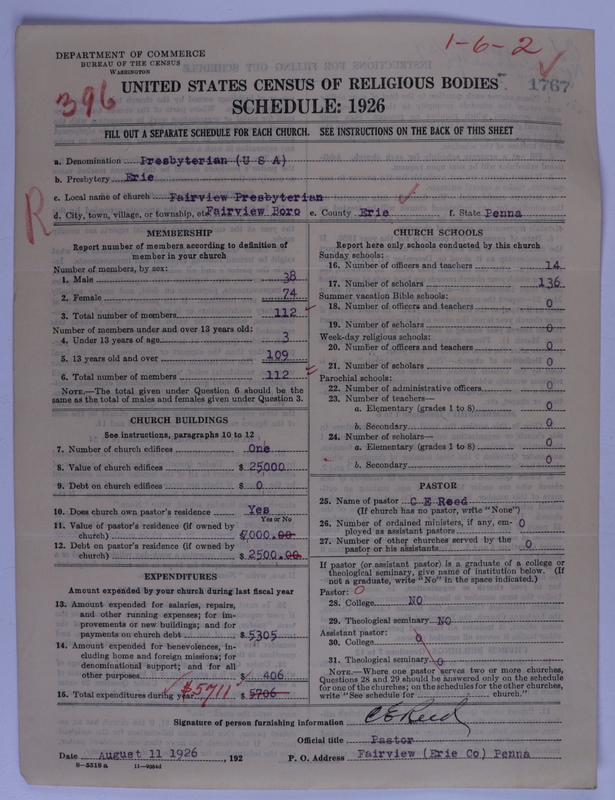 DEPARTMENT OF COMMERCE
BUREAU OF THE CENSUS
WASHINGTON
1-6-2
396
1767
UNITED STATES CENSUS OF RELIGIOUS BODIES
SCHEDULE: 1926
FILL OUT A SEPARATE SCHEDULE FOR EACH CHURCH. SEE INSTRUCTIONS ON THE BACK OF THIS SHEET
a. Denomination Presbyterian (U S A)
b. Presbytery Erie
c. Local name of church Fairview Presbyterian
R
d. City, town, village, or township, etc Fairview Boro e. County Erie f. State Penna
MEMBERSHIP
Report number of members according to definition of
member in your church
Number of members, by sex:
1. Male 38
2. Female 74
3. Total number of members 112
Number of members under and over 13 years old:
4. Under 13 years of age 3
5. 13 years old and over 109
6. Total number of members 112
NOTE.—The total given under Question 6 should be the
same as the total of males and females given under Question 3.
CHURCH BUILDINGS
See instructions, paragraphs 10 to 12
7. Number of church edifices One
8. Value of church edifices $ 25000
9. Debt on church edifices $ 0
10. Does church own pastor's residence Yes
Yes or No
11. Value of pastor's residence (if owned by
church) $7000.00
12. Debt on pastor's residence (if owned by
church) $ 2500.00
EXPENDITURES
Amount expended by your church during last fiscal year
13. Amount expended for salaries, repairs,
and other running expenses; for im-
provements or new buildings; and for
payments on church debt $ 5305
14. Amount expended for benevolences, in-
cluding home and foreign missions; for
denominational support; and for all
other purposes $ 406
15. Total expenditures during year $5711 $ 5706
CHURCH SCHOOLS
Report here only schools conducted by this church
Sunday schools:
16. Number of officers and teachers 14
17. Number of scholars 136
Summer vacation Bible schools:
18. Number of officers and teachers 0
19. Number of scholars 0
Week-day religious schools:
20. Number of officers and teachers 0
21. Number of scholars 0
Parochial schools:
22. Number of administrative officers 0
23. Number of teachers—
a. Elementary (grades 1 to 8) 0
b. Secondary 0
24. Number of scholars—
a. Elementary (grades 1 to 8) 0
b. Secondary 0
PASTOR
25. Name of pastor C E Reed
(If church has no pastor, write "None")
26. Number of ordained ministers, if any, em-
ployed as assistant pastors 0
27. Number of other churches served by the
pastor or his assistants 0
If pastor (or assistant pastor) is a graduate of a college or
theological seminary, give name of institution below. (If
not a graduate, write "No" in the space indicated.)
Pastor: 0
28. College NO
29. Theological seminary NO
Assistant pastor:
30. College 0
31. Theological seminary 0
NOTE.—Where one pastor serves two or more churches,
Questions 28 and 29 should be answered only on the schedule
for one of the churches; on the schedules for the other churches,
write "See schedule for church."
Signature of person furnishing information C E Reed
Official title Pastor
Date August 11 1926, 192 P. O. Address Fairview (Erie Co) Penna
8-5318 a